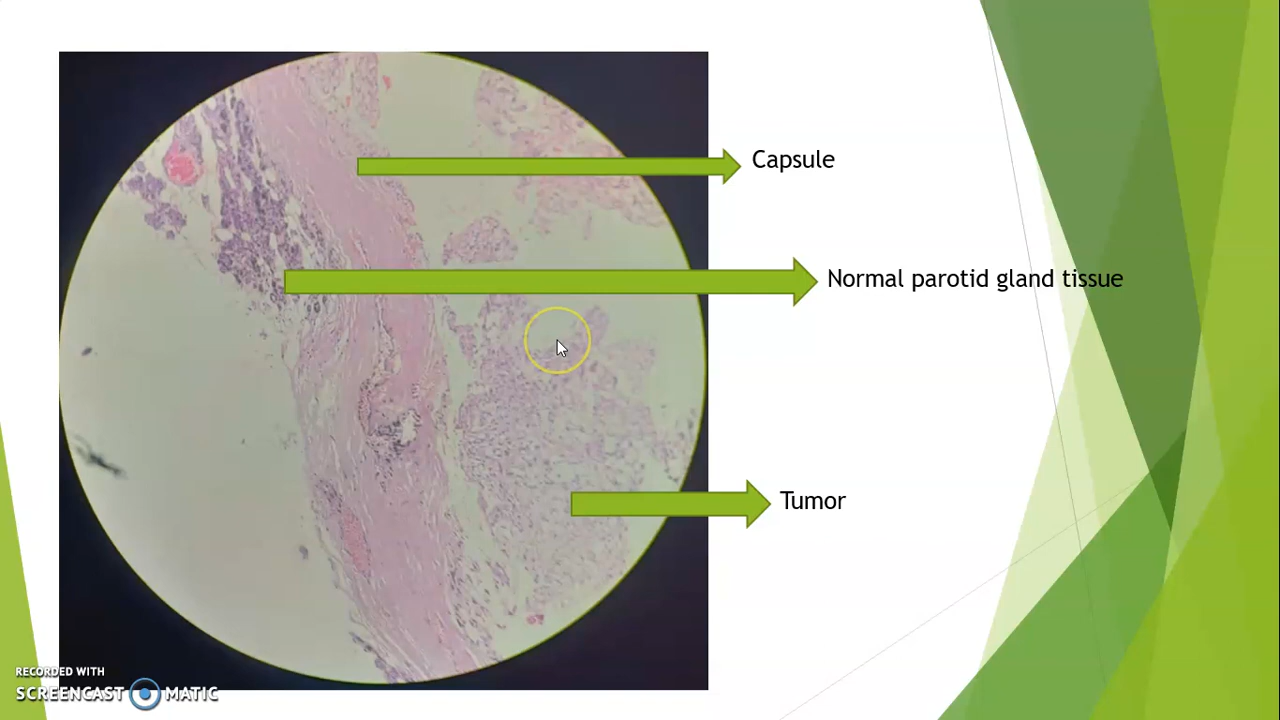 Capsule
Normal parotid gland tissue
Tumor
RECORDED WITH
SCREENCAST MATIC